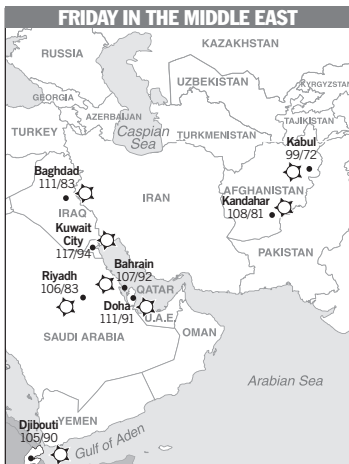 FRIDAY IN THE MIDDLE EAST
RUSSIA
KAZAKHSTAN
UZBEKISTAN
KYRGYZSTAN
GEORGIA
AZERBAIJAN
TAJIKISTAN
TURKEY
Caspian
Sea
TURKMENISTAN
Kabul
99/72
Baghdad
111/83
IRAQ
IRAN
AFGHANISTAN
Kandahar
108/81
Kuwait
City
117/94
PAKISTAN
Riyadh
106/83
Bahrain
107/92
QATAR
Doha
111/91
U.A.E.
SAUDI ARABIA
OMAN
Arabian Sea
YEMEN
Djibouti
105/90
Gulf of Aden